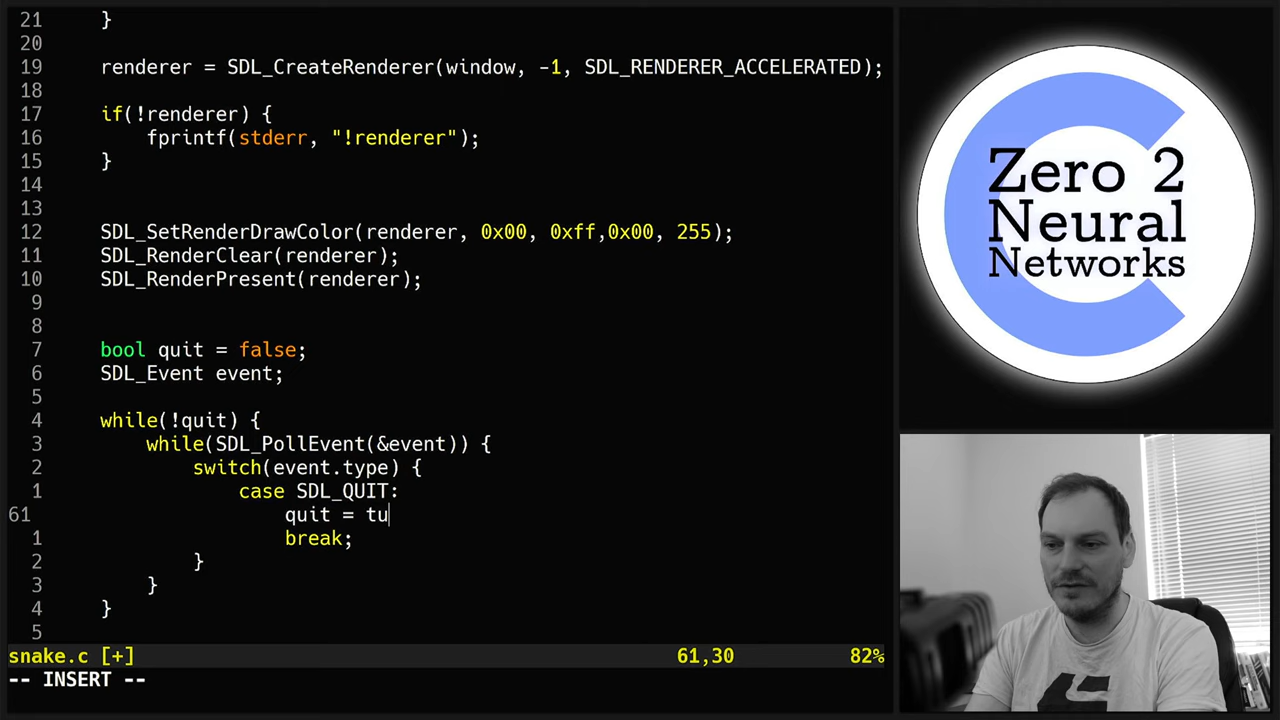 21 }
20
19 renderer = SDL_CreateRenderer(window, -1, SDL_RENDERER_ACCELERATED);
18
17 if(!renderer) {
16 fprintf(stderr, "!renderer");
15 }
14
13
12 SDL_SetRenderDrawColor(renderer, 0x00, 0xff,0x00, 255);
11 SDL_RenderClear(renderer);
10 SDL_RenderPresent(renderer);
9
8
7 bool quit = false;
6 SDL_Event event;
5
4 while(!quit) {
3 while(SDL_PollEvent(&event)) {
2 switch(event.type) {
1 case SDL_QUIT:
61 quit = tu
1 break;
2 }
3 }
4 }
5
snake.c [+] 61,30 82%
-- INSERT --
Zero 2
Neural
Networks